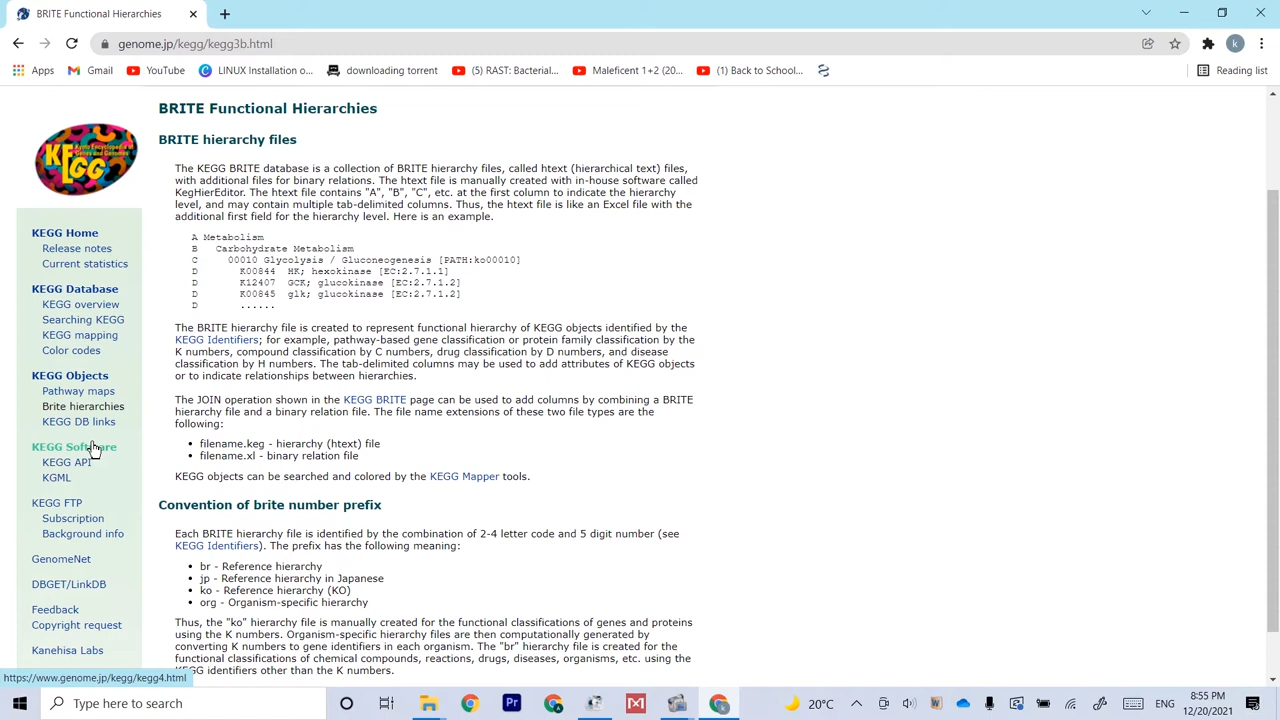 BRITE Functional Hierarchies
genome.jp/kegg/kegg3b.html
Apps
Gmail
YouTube
LINUX Installation o...
downloading torrent
(5) RAST: Bacterial...
Maleficent 1+2 (20...
(1) Back to School...
Reading list
KEGG
Kyoto Encyclopedia of Genes and Genomes
KEGG Home
Release notes
Current statistics
KEGG Database
KEGG overview
Searching KEGG
KEGG mapping
Color codes
KEGG Objects
Pathway maps
Brite hierarchies
KEGG DB links
KEGG Software
KEGG API
KGML
KEGG FTP
Subscription
Background info
GenomeNet
DBGET/LinkDB
Feedback
Copyright request
Kanehisa Labs
BRITE Functional Hierarchies
BRITE hierarchy files
The KEGG BRITE database is a collection of BRITE hierarchy files, called htext (hierarchical text) files,
with additional files for binary relations. The htext file is manually created with in-house software called
KegHierEditor. The htext file contains "A", "B", "C", etc. at the first column to indicate the hierarchy
level, and may contain multiple tab-delimited columns. Thus, the htext file is like an Excel file with the
additional first field for the hierarchy level. Here is an example.
A Metabolism
B Carbohydrate Metabolism
C 00010 Glycolysis / Gluconeogenesis [PATH:ko00010]
D K00844 HK; hexokinase [EC:2.7.1.1]
D K12407 GCK; glucokinase [EC:2.7.1.2]
D K00845 glk; glucokinase [EC:2.7.1.2]
D ......
The BRITE hierarchy file is created to represent functional hierarchy of KEGG objects identified by the
KEGG Identifiers; for example, pathway-based gene classification or protein family classification by the
K numbers, compound classification by C numbers, drug classification by D numbers, and disease
classification by H numbers. The tab-delimited columns may be used to add attributes of KEGG objects
or to indicate relationships between hierarchies.
The JOIN operation shown in the KEGG BRITE page can be used to add columns by combining a BRITE
hierarchy file and a binary relation file. The file name extensions of these two file types are the
following:
• filename.keg - hierarchy (htext) file
• filename.xl - binary relation file
KEGG objects can be searched and colored by the KEGG Mapper tools.
Convention of brite number prefix
Each BRITE hierarchy file is identified by the combination of 2-4 letter code and 5 digit number (see
KEGG Identifiers). The prefix has the following meaning:
• br - Reference hierarchy
• jp - Reference hierarchy in Japanese
• ko - Reference hierarchy (KO)
• org - Organism-specific hierarchy
Thus, the "ko" hierarchy file is manually created for the functional classifications of genes and proteins
using the K numbers. Organism-specific hierarchy files are then computationally generated by
converting K numbers to gene identifiers in each organism. The "br" hierarchy file is created for the
functional classifications of chemical compounds, reactions, drugs, diseases, organisms, etc. using the
KEGG identifiers other than the K numbers.
https://www.genome.jp/kegg/kegg4.html
Type here to search
20°C
ENG
8:55 PM
12/20/2021